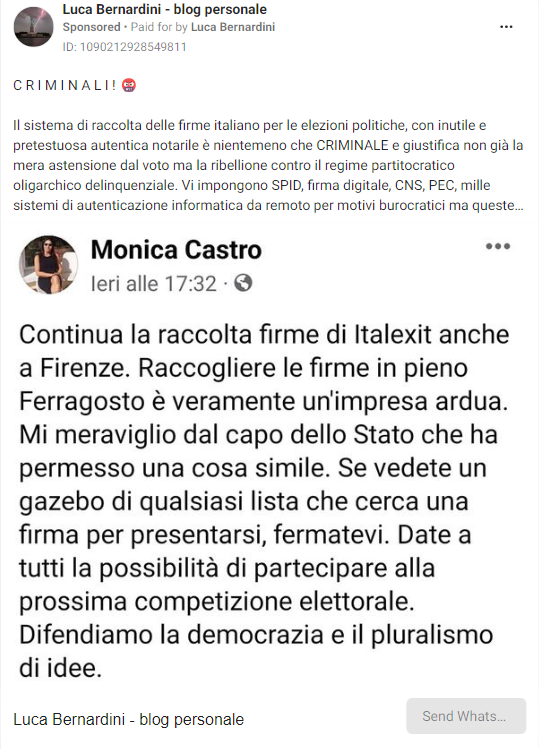 Luca Bernardini - blog personale
Sponsored • Paid for by Luca Bernardini
ID: 1090212928549811
C R I M I N A L I ! 🤬
Il sistema di raccolta delle firme italiano per le elezioni politiche, con inutile e
pretestuosa autentica notarile è nientemeno che CRIMINALE e giustifica non già la
mera astensione dal voto ma la ribellione contro il regime partitocratico
oligarchico delinquenziale. Vi impongono SPID, firma digitale, CNS, PEC, mille
sistemi di autenticazione informatica da remoto per motivi burocratici ma queste...
Monica Castro
Ieri alle 17:32 ·
Continua la raccolta firme di Italexit anche
a Firenze. Raccogliere le firme in pieno
Ferragosto è veramente un'impresa ardua.
Mi meraviglio dal capo dello Stato che ha
permesso una cosa simile. Se vedete un
gazebo di qualsiasi lista che cerca una
firma per presentarsi, fermatevi. Date a
tutti la possibilità di partecipare alla
prossima competizione elettorale.
Difendiamo la democrazia e il pluralismo
di idee.
Luca Bernardini - blog personale
Send Whats...